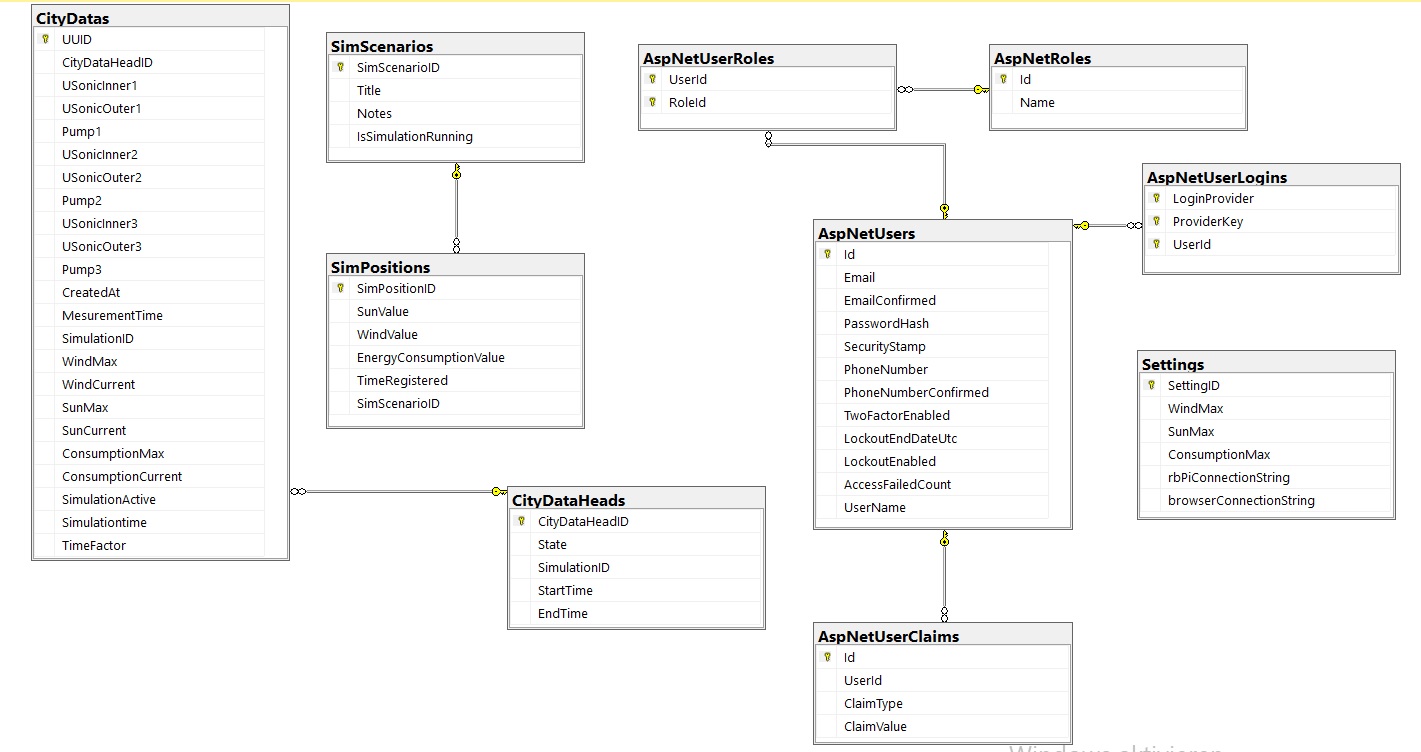 CityDatas
UUID
CityDataHeadID
USonicInner1
USonicOuter1
Pump1
USonicInner2
USonicOuter2
Pump2
USonicInner3
USonicOuter3
Pump3
CreatedAt
MesurementTime
SimulationID
WindMax
WindCurrent
SunMax
SunCurrent
ConsumptionMax
ConsumptionCurrent
SimulationActive
Simulationtime
TimeFactor
SimScenarios
SimScenarioID
Title
Notes
IsSimulationRunning
SimPositions
SimPositionID
SunValue
WindValue
EnergyConsumptionValue
TimeRegistered
SimScenarioID
CityDataHeads
CityDataHeadID
State
SimulationID
StartTime
EndTime
AspNetUserRoles
UserId
RoleId
AspNetRoles
Id
Name
AspNetUserLogins
LoginProvider
ProviderKey
UserId
AspNetUsers
Id
Email
EmailConfirmed
PasswordHash
SecurityStamp
PhoneNumber
PhoneNumberConfirmed
TwoFactorEnabled
LockoutEndDateUtc
LockoutEnabled
AccessFailedCount
UserName
Settings
SettingID
WindMax
SunMax
ConsumptionMax
rbPiConnectionString
browserConnectionString
AspNetUserClaims
Id
UserId
ClaimType
ClaimValue
Windows aktivieren